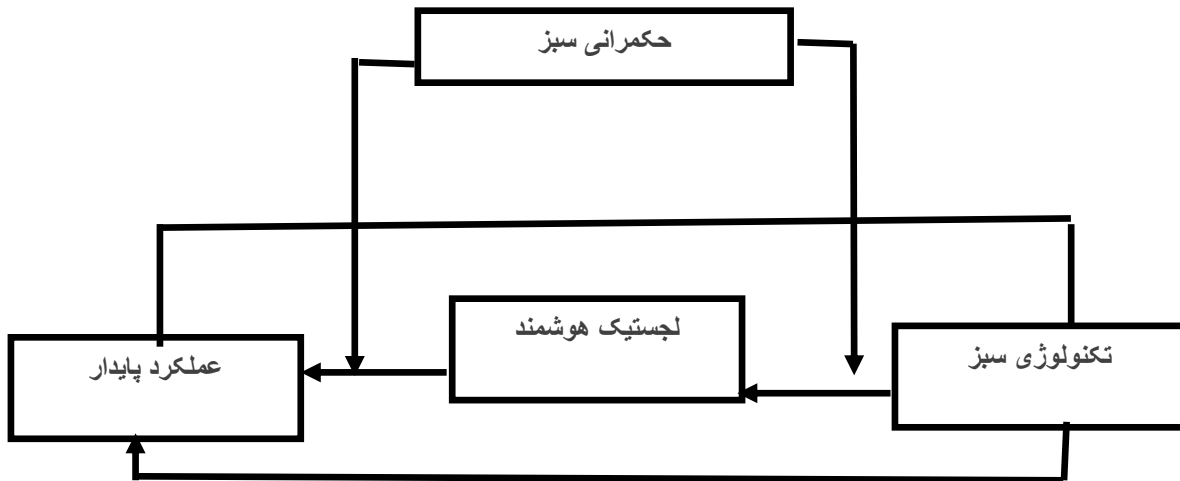 حکمرانی سبز
لجستیک هوشمند
تکنولوژی سبز
عملکرد پایدار